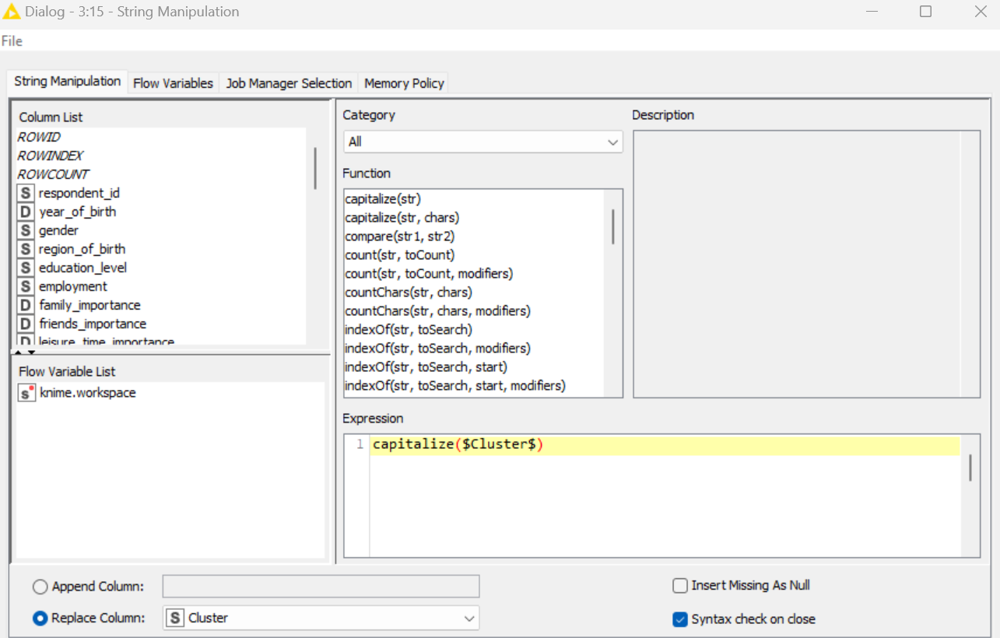 Dialog - 3:15 - String Manipulation
File
String Manipulation
Flow Variables
Job Manager Selection
Memory Policy
Column List
ROWID
ROWINDEX
ROWCOUNT
S respondent_id
D year_of_birth
S gender
S region_of_birth
S education_level
S employment
D family_importance
D friends_importance
D leisure_time_importance
Flow Variable List
s knime.workspace
Category
All
Function
capitalize(str)
capitalize(str, chars)
compare(str1, str2)
count(str, toCount)
count(str, toCount, modifiers)
countChars(str, chars)
countChars(str, chars, modifiers)
indexOf(str, toSearch)
indexOf(str, toSearch, modifiers)
indexOf(str, toSearch, start)
indexOf(str, toSearch, start, modifiers)
Description
Expression
1 capitalize($Cluster$)
Append Column:
Replace Column: S Cluster
Insert Missing As Null
Syntax check on close